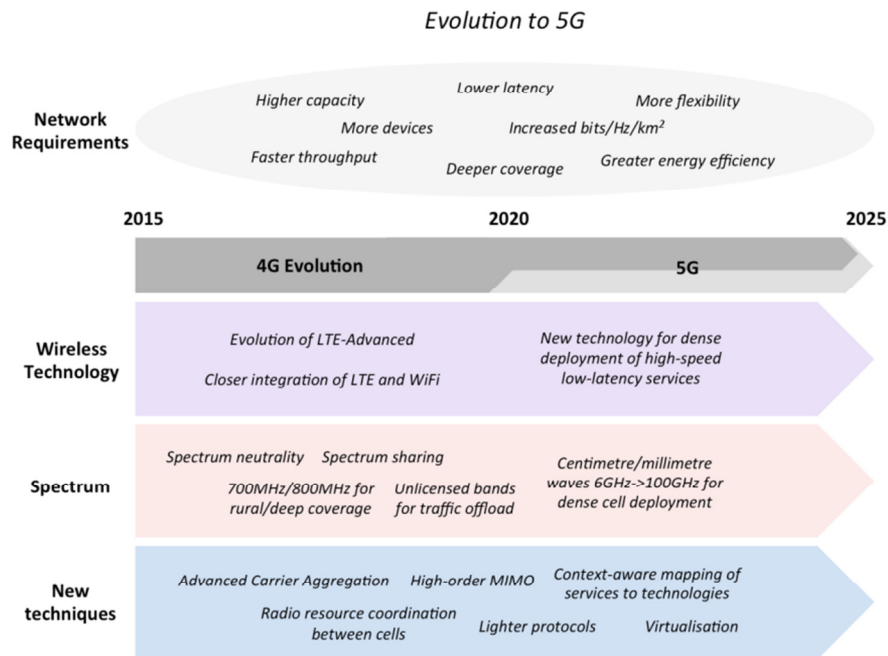 Evolution to 5G
Network
Requirements
Higher capacity
Lower latency
More flexibility
More devices
Increased bits/Hz/km²
Faster throughput
Deeper coverage
Greater energy efficiency
2015
2020
2025
4G Evolution
5G
Wireless
Technology
Evolution of LTE-Advanced
Closer integration of LTE and WiFi
New technology for dense
deployment of high-speed
low-latency services
Spectrum
Spectrum neutrality
Spectrum sharing
700MHz/800MHz for
rural/deep coverage
Unlicensed bands
for traffic offload
Centimetre/millimetre
waves 6GHz->100GHz for
dense cell deployment
New
techniques
Advanced Carrier Aggregation
High-order MIMO
Context-aware mapping of
services to technologies
Radio resource coordination
between cells
Lighter protocols
Virtualisation